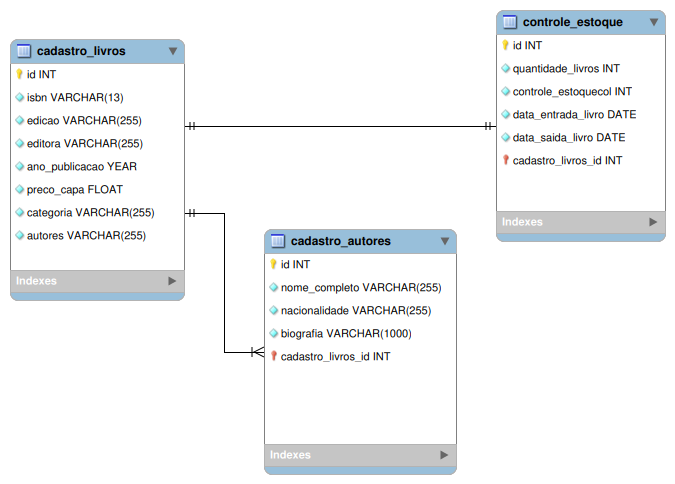 cadastro_livros
id INT
isbn VARCHAR(13)
edicao VARCHAR(255)
editora VARCHAR(255)
ano_publicacao YEAR
preco_capa FLOAT
categoria VARCHAR(255)
autores VARCHAR(255)
Indexes
controle_estoque
id INT
quantidade_livros INT
controle_estoquecol INT
data_entrada_livro DATE
data_saida_livro DATE
cadastro_livros_id INT
Indexes
cadastro_autores
id INT
nome_completo VARCHAR(255)
nacionalidade VARCHAR(255)
biografia VARCHAR(1000)
cadastro_livros_id INT
Indexes